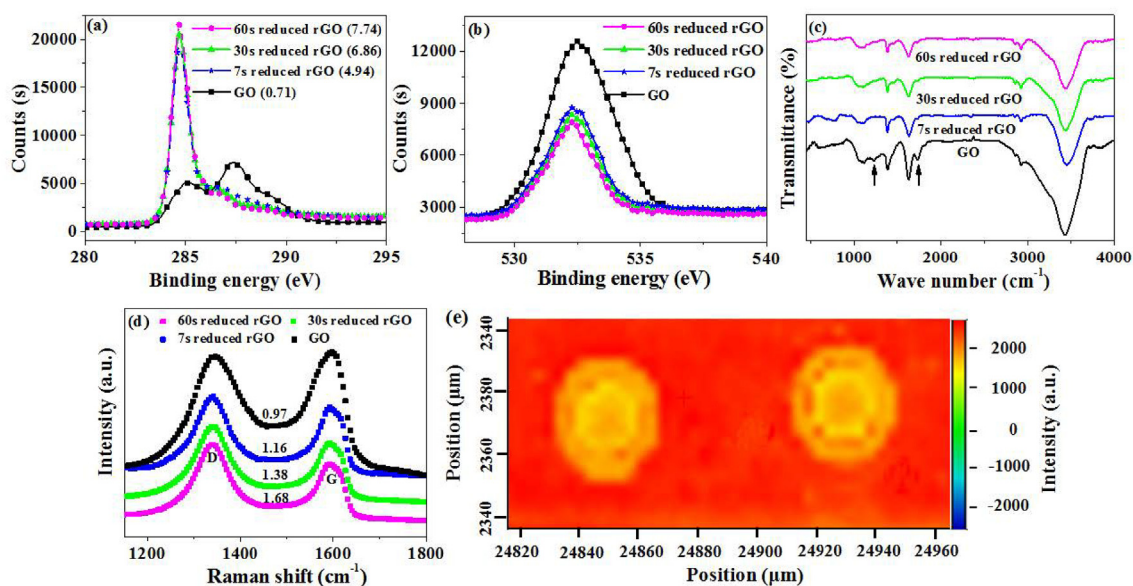 (a)
60s reduced rGO (7.74)
30s reduced rGO (6.86)
7s reduced rGO (4.94)
GO (0.71)
20000
15000
10000
5000
0
Counts (s)
280 285 290 295
Binding energy (eV)
(b)
60s reduced rGO
30s reduced rGO
7s reduced rGO
GO
12000
9000
6000
3000
Counts (s)
530 535 540
Binding energy (eV)
(c)
60s reduced rGO
30s reduced rGO
7s reduced rGO
GO
Transmittance (%)
1000 2000 3000 4000
Wave number (cm-1)
(d)
60s reduced rGO 30s reduced rGO
7s reduced rGO GO
0.97
1.16
1.38
1.68
D G
Intensity (a.u.)
1200 1400 1600 1800
Raman shift (cm-1)
(e)
2340
2380
2360
2340
Position (µm)
24820 24840 24860 24880 24900 24920 24940 24960
Position (µm)
2000
1000
0
-1000
-2000
Intensity (a.u.)